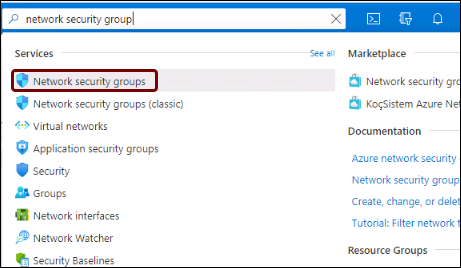 network security group
Services
See all
Network security groups
Network security groups (classic)
Virtual networks
Application security groups
Security
Groups
Network interfaces
Network Watcher
Security Baselines
Marketplace
Network security gro
KoçSistem Azure Net
Documentation
Azure network security
Network security group
Create, change, or delet
Tutorial: Filter network t
Resource Groups